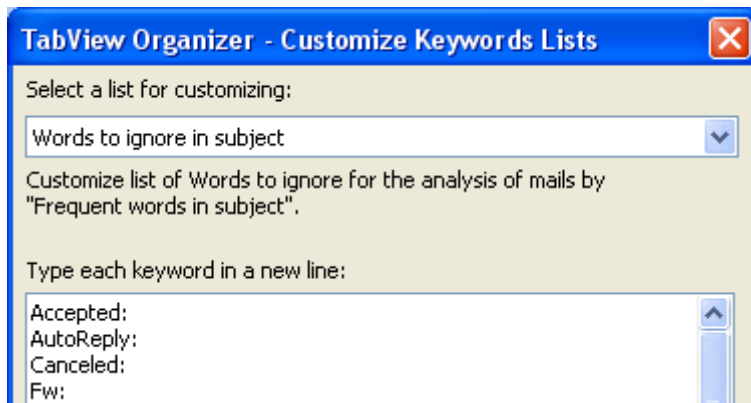 TabView Organizer - Customize Keywords Lists
Select a list for customizing:
Words to ignore in subject
Customize list of Words to ignore for the analysis of mails by
"Frequent words in subject".
Type each keyword in a new line:
Accepted:
AutoReply:
Canceled:
Fw: